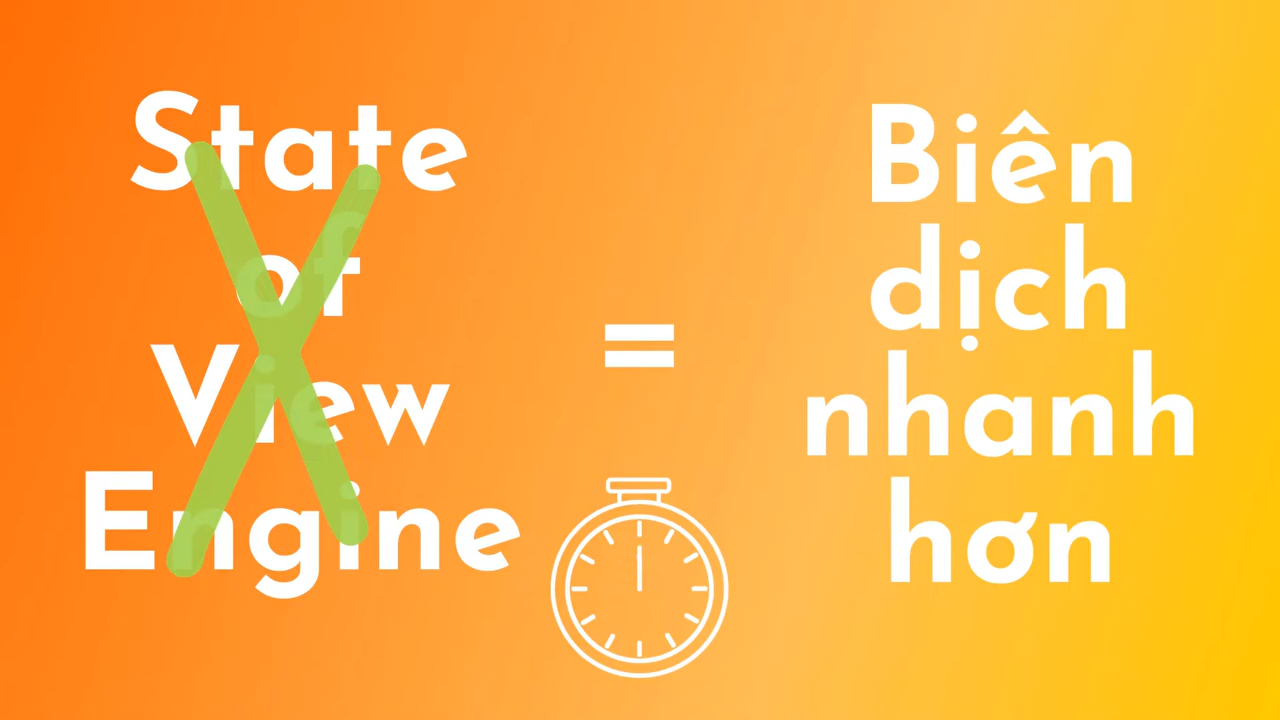 State
of
View
Engine
=
Biên
dịch
nhanh
hơn